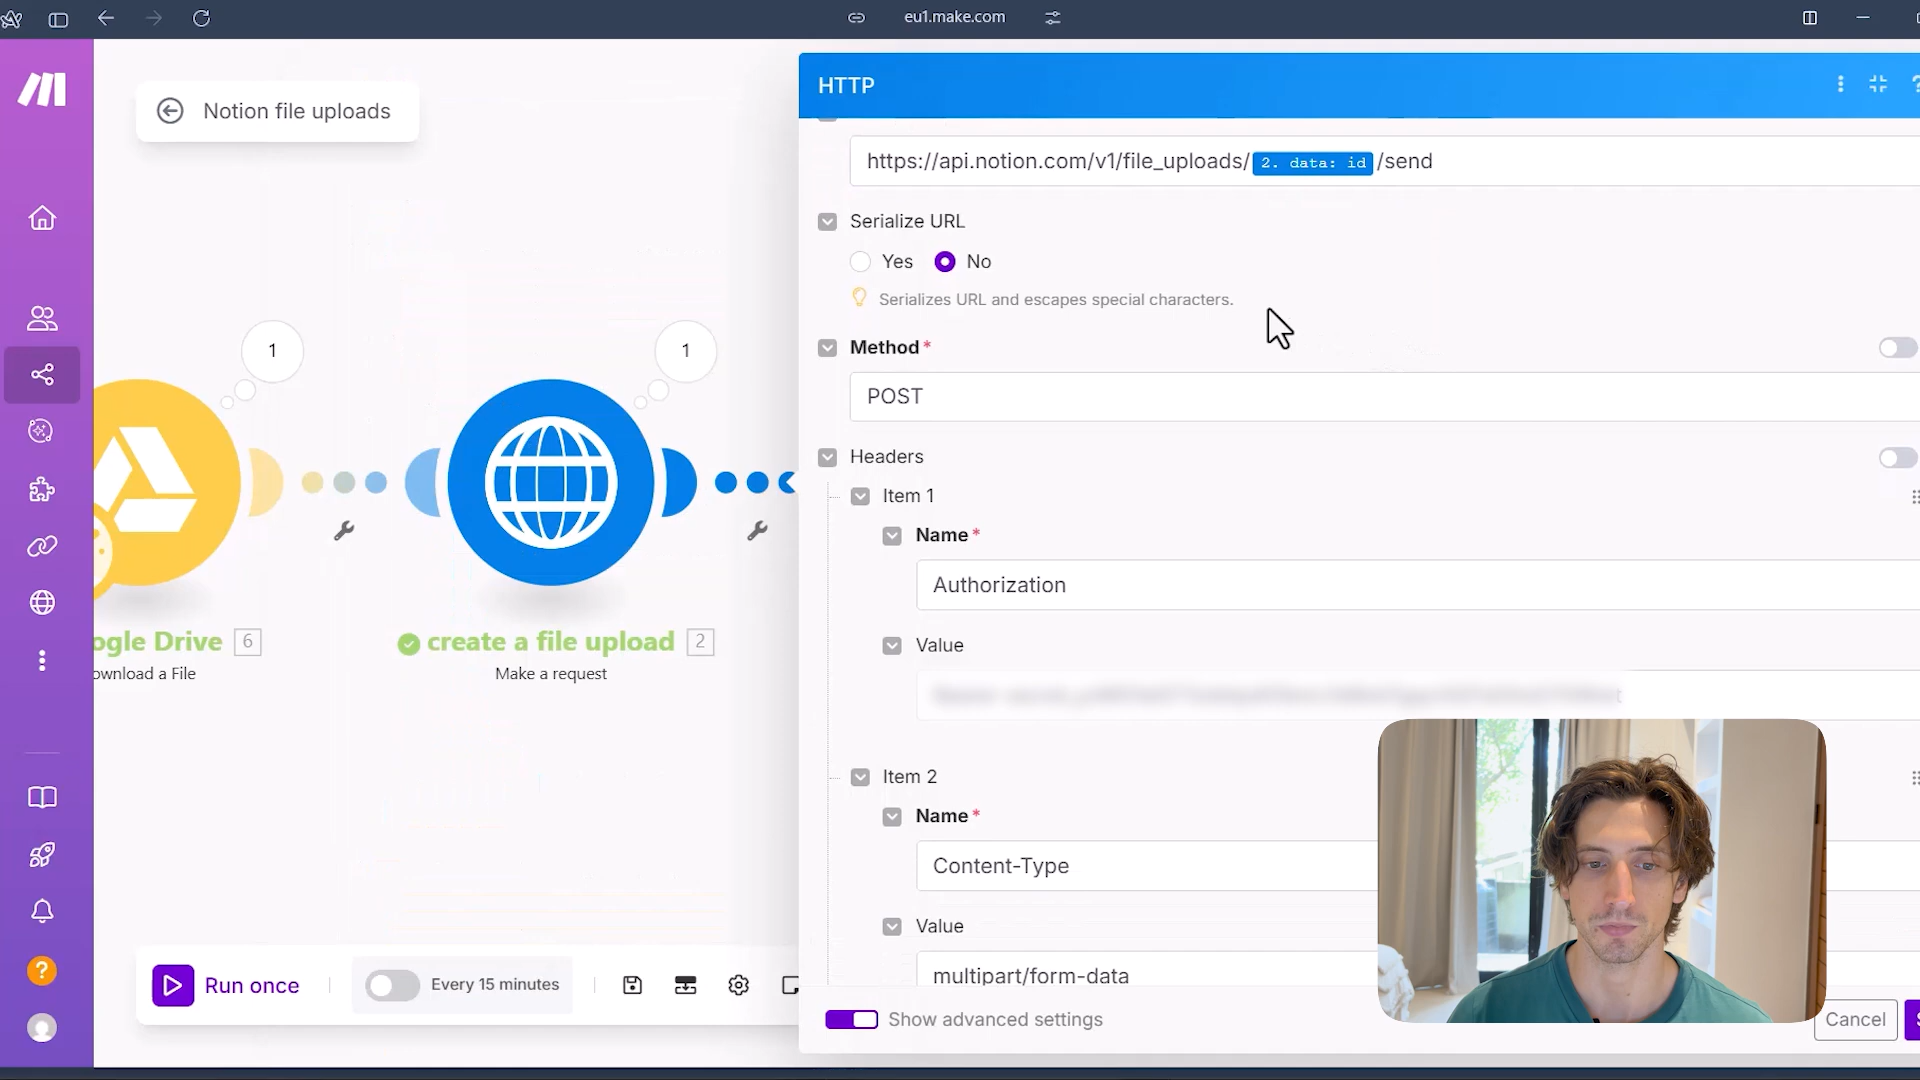 eu1.make.com
Notion file uploads
HTTP
https://api.notion.com/v1/file_uploads/ 2. data: id /send
Serialize URL
Yes No
Serializes URL and escapes special characters.
Method *
POST
Headers
Item 1
Name *
Authorization
Value
Item 2
Name *
Content-Type
Value
multipart/form-data
1
1
ogle Drive 6
ownload a File
create a file upload 2
Make a request
Run once
Every 15 minutes
Show advanced settings
Cancel